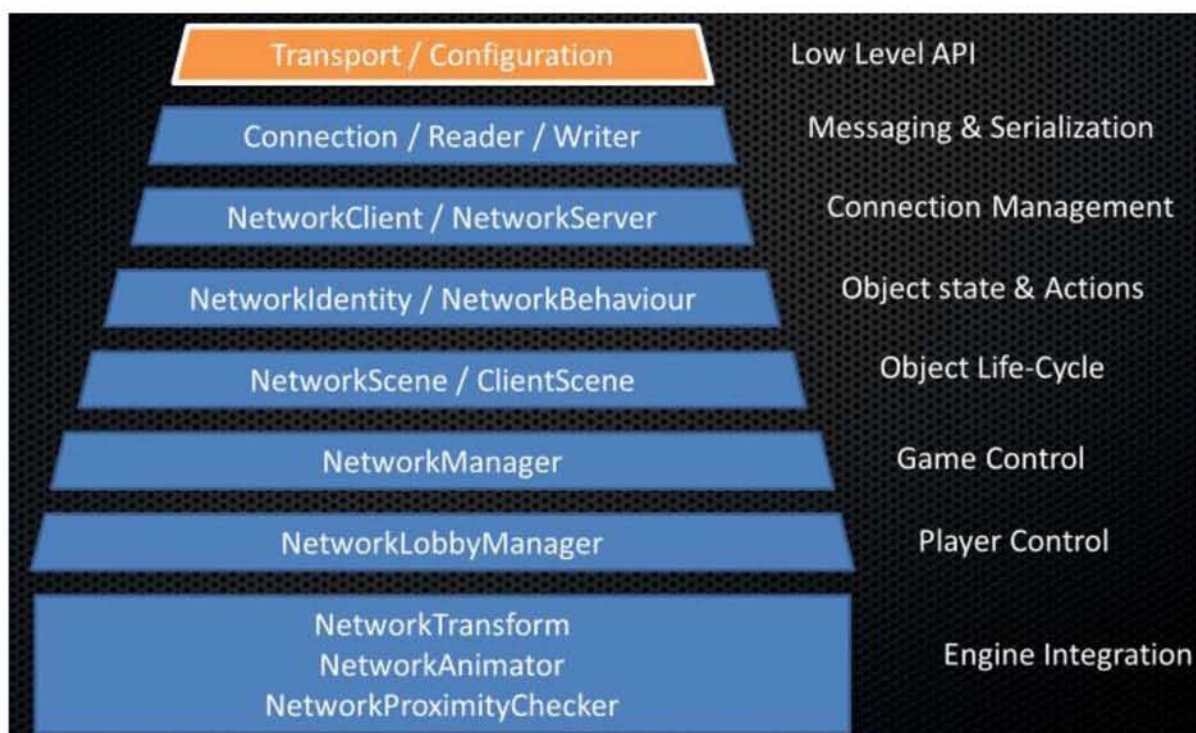 Transport / Configuration
Low Level API
Connection / Reader / Writer
Messaging & Serialization
NetworkClient / NetworkServer
Connection Management
NetworkIdentity / NetworkBehaviour
Object state & Actions
NetworkScene / ClientScene
Object Life-Cycle
NetworkManager
Game Control
NetworkLobbyManager
Player Control
NetworkTransform
NetworkAnimator
NetworkProximityChecker
Engine Integration